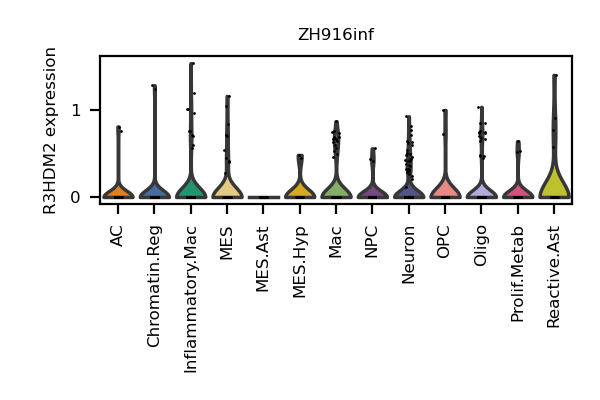 ZH916inf
R3HDM2 expression
1
0
AC
Chromatin.Reg
Inflammatory.Mac
MES
MES.Ast
MES.Hyp
Mac
NPC
Neuron
OPC
Oligo
Prolif.Metab
Reactive.Ast